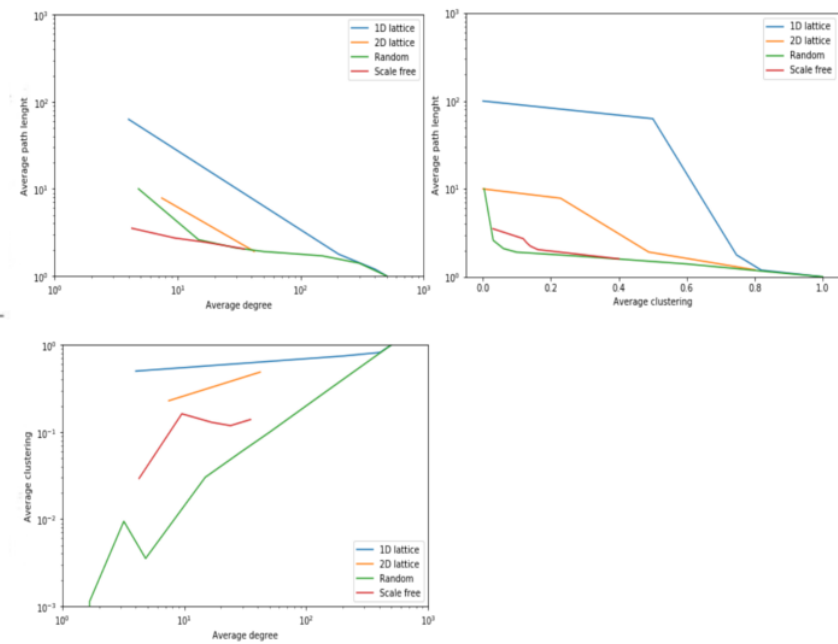 10³
10²
10¹
10⁰
Average path lenght
10⁰ 10¹ 10² 10³
Average degree
1D lattice
2D lattice
Random
Scale free
10³
10²
10¹
10⁰
Average path lenght
0.0 0.2 0.4 0.6 0.8 1.0
Average clustering
1D lattice
2D lattice
Random
Scale free
10⁰
10⁻¹
10⁻²
10⁻³
Average clustering
10⁰ 10¹ 10² 10³
Average degree
1D lattice
2D lattice
Random
Scale free